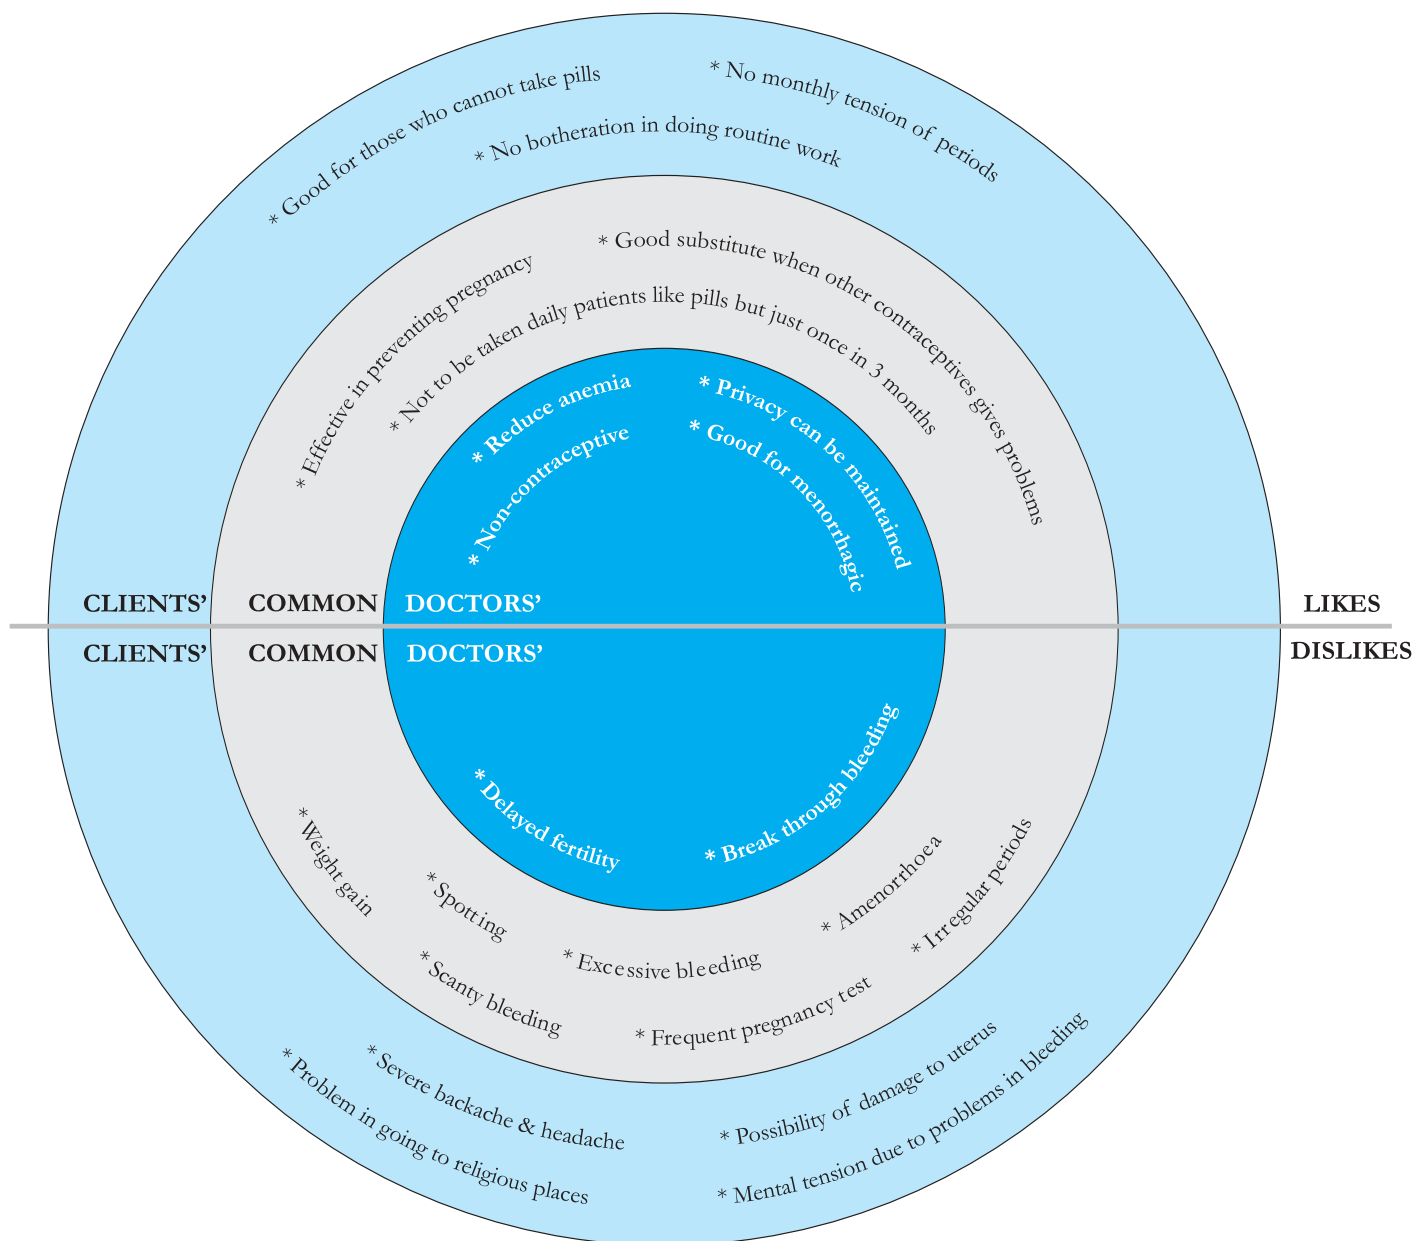 * Good for those who cannot take pills
* No monthly tension of periods
* No botheration in doing routine work
* Good substitute when other contraceptives gives problems
* Effective in preventing pregnancy
* Not to be taken daily patients like pills but just once in 3 months
* Reduce anemia
* Privacy can be maintained
* Non-contraceptive
* Good for menorrhagic
CLIENTS' COMMON DOCTORS' LIKES
CLIENTS' COMMON DOCTORS' DISLIKES
* Delayed fertility
* Break through bleeding
* Weight gain
* Spotting
* Amenorrhoea
* Irregular periods
* Scanty bleeding
* Excessive bleeding
* Frequent pregnancy test
* Severe backache & headache
* Possibility of damage to uterus
* Problem in going to religious places
* Mental tension due to problems in bleeding